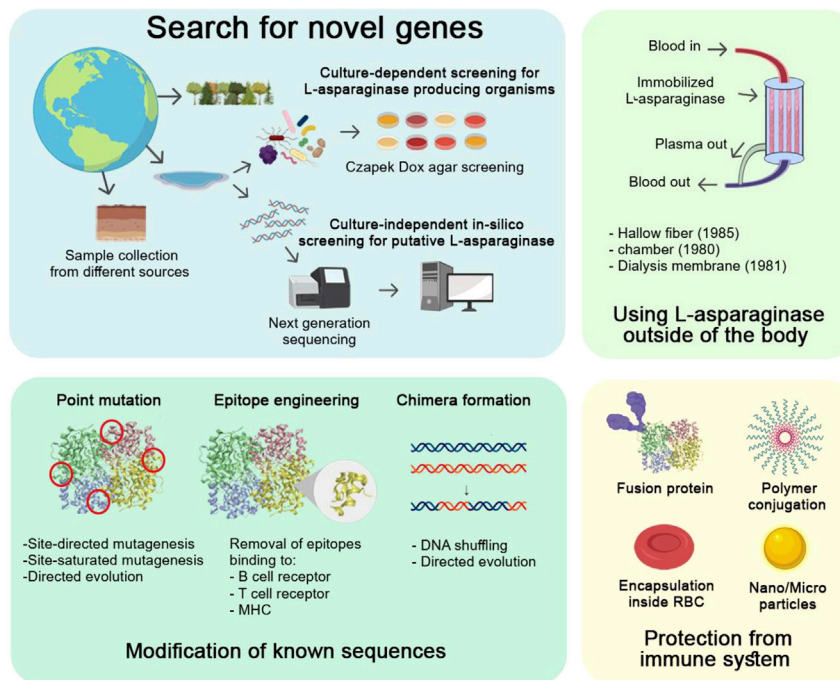 Search for novel genes
Culture-dependent screening for
L-asparaginase producing organisms
Czapek Dox agar screening
Sample collection
from different sources
Culture-independent in-silico
screening for putative L-asparaginase
Next generation
sequencing
Blood in
Immobilized
L-asparaginase
Plasma out
Blood out
- Hallow fiber (1985)
- chamber (1980)
- Dialysis membrane (1981)
Using L-asparaginase
outside of the body
Point mutation
-Site-directed mutagenesis
-Site-saturated mutagenesis
-Directed evolution
Epitope engineering
Removal of epitopes
binding to:
- B cell receptor
- T cell receptor
- MHC
Chimera formation
- DNA shuffling
- Directed evolution
Modification of known sequences
Fusion protein
Polymer
conjugation
Encapsulation
inside RBC
Nano/Micro
particles
Protection from
immune system